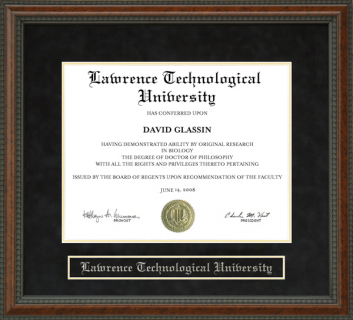 Lawrence Technological
University
HAS CONFERRED UPON
DAVID GLASSIN
HAVING DEMONSTRATED ABILITY BY ORIGINAL RESEARCH
IN BIOLOGY
THE DEGREE OF DOCTOR OF PHILOSOPHY
WITH ALL THE RIGHTS AND PRIVILEGES THERETO PERTAINING
ISSUED BY THE BOARD OF REGENTS UPON RECOMMENDATION OF THE FACULTY
JUNE 14, 2008
PROVOST
Charles M. Vest
PRESIDENT
Lawrence Technological University